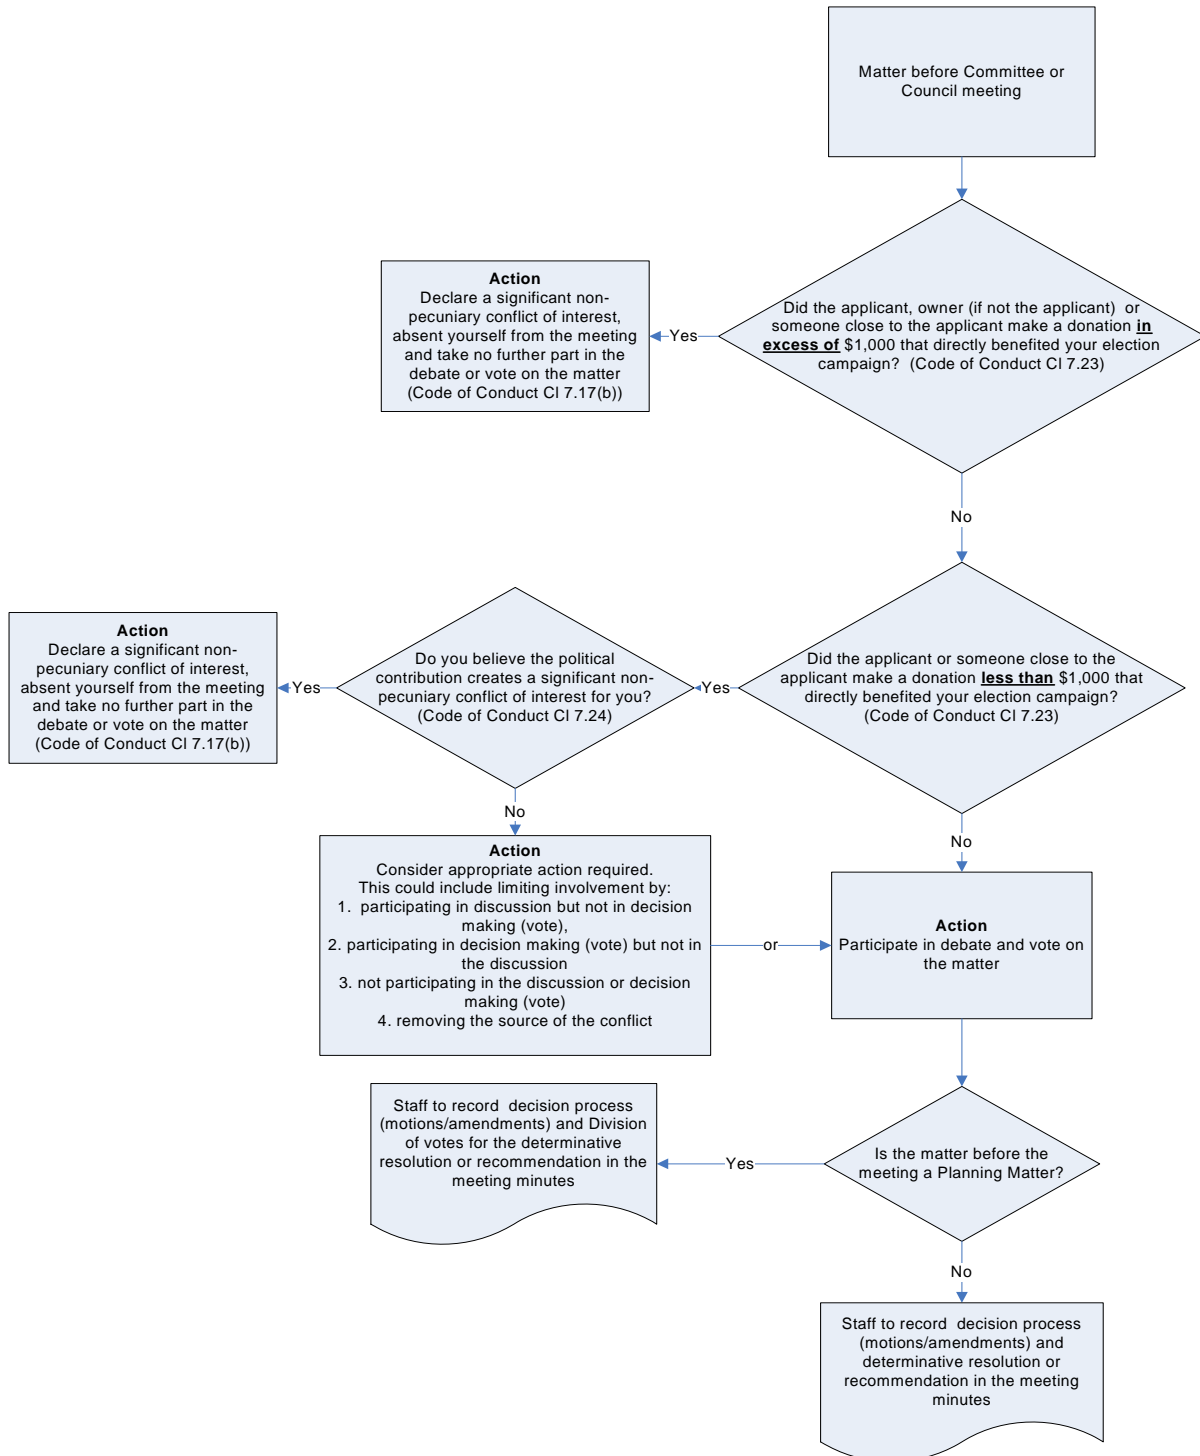 Matter before Committee or
Council meeting
Action
Declare a significant non-
pecuniary conflict of interest,
absent yourself from the meeting
and take no further part in the
debate or vote on the matter
(Code of Conduct Cl 7.17(b))
Yes
Did the applicant, owner (if not the applicant)  or
someone close to the applicant make a donation in
excess of $1,000 that directly benefited your election
campaign?  (Code of Conduct Cl 7.23)
No
Action
Declare a significant non-
pecuniary conflict of interest,
absent yourself from the meeting
and take no further part in the
debate or vote on the matter
(Code of Conduct Cl 7.17(b))
Yes
Do you believe the political
contribution creates a significant non-
pecuniary conflict of interest for you?
(Code of Conduct Cl 7.24)
Yes
Did the applicant or someone close to the
applicant make a donation less than $1,000 that
directly benefited your election campaign?
(Code of Conduct Cl 7.23)
No
No
Action
Consider appropriate action required.
This could include limiting involvement by:
1.  participating in discussion but not in decision
making (vote),
2. participating in decision making (vote) but not in
the discussion
3. not participating in the discussion or decision
making (vote)
4. removing the source of the conflict
or
Action
Participate in debate and vote on
the matter
Staff to record  decision process
(motions/amendments) and Division
of votes for the determinative
resolution or recommendation in the
meeting minutes
Yes
Is the matter before the
meeting a Planning Matter?
No
Staff to record  decision process
(motions/amendments) and
determinative resolution or
recommendation in the meeting
minutes